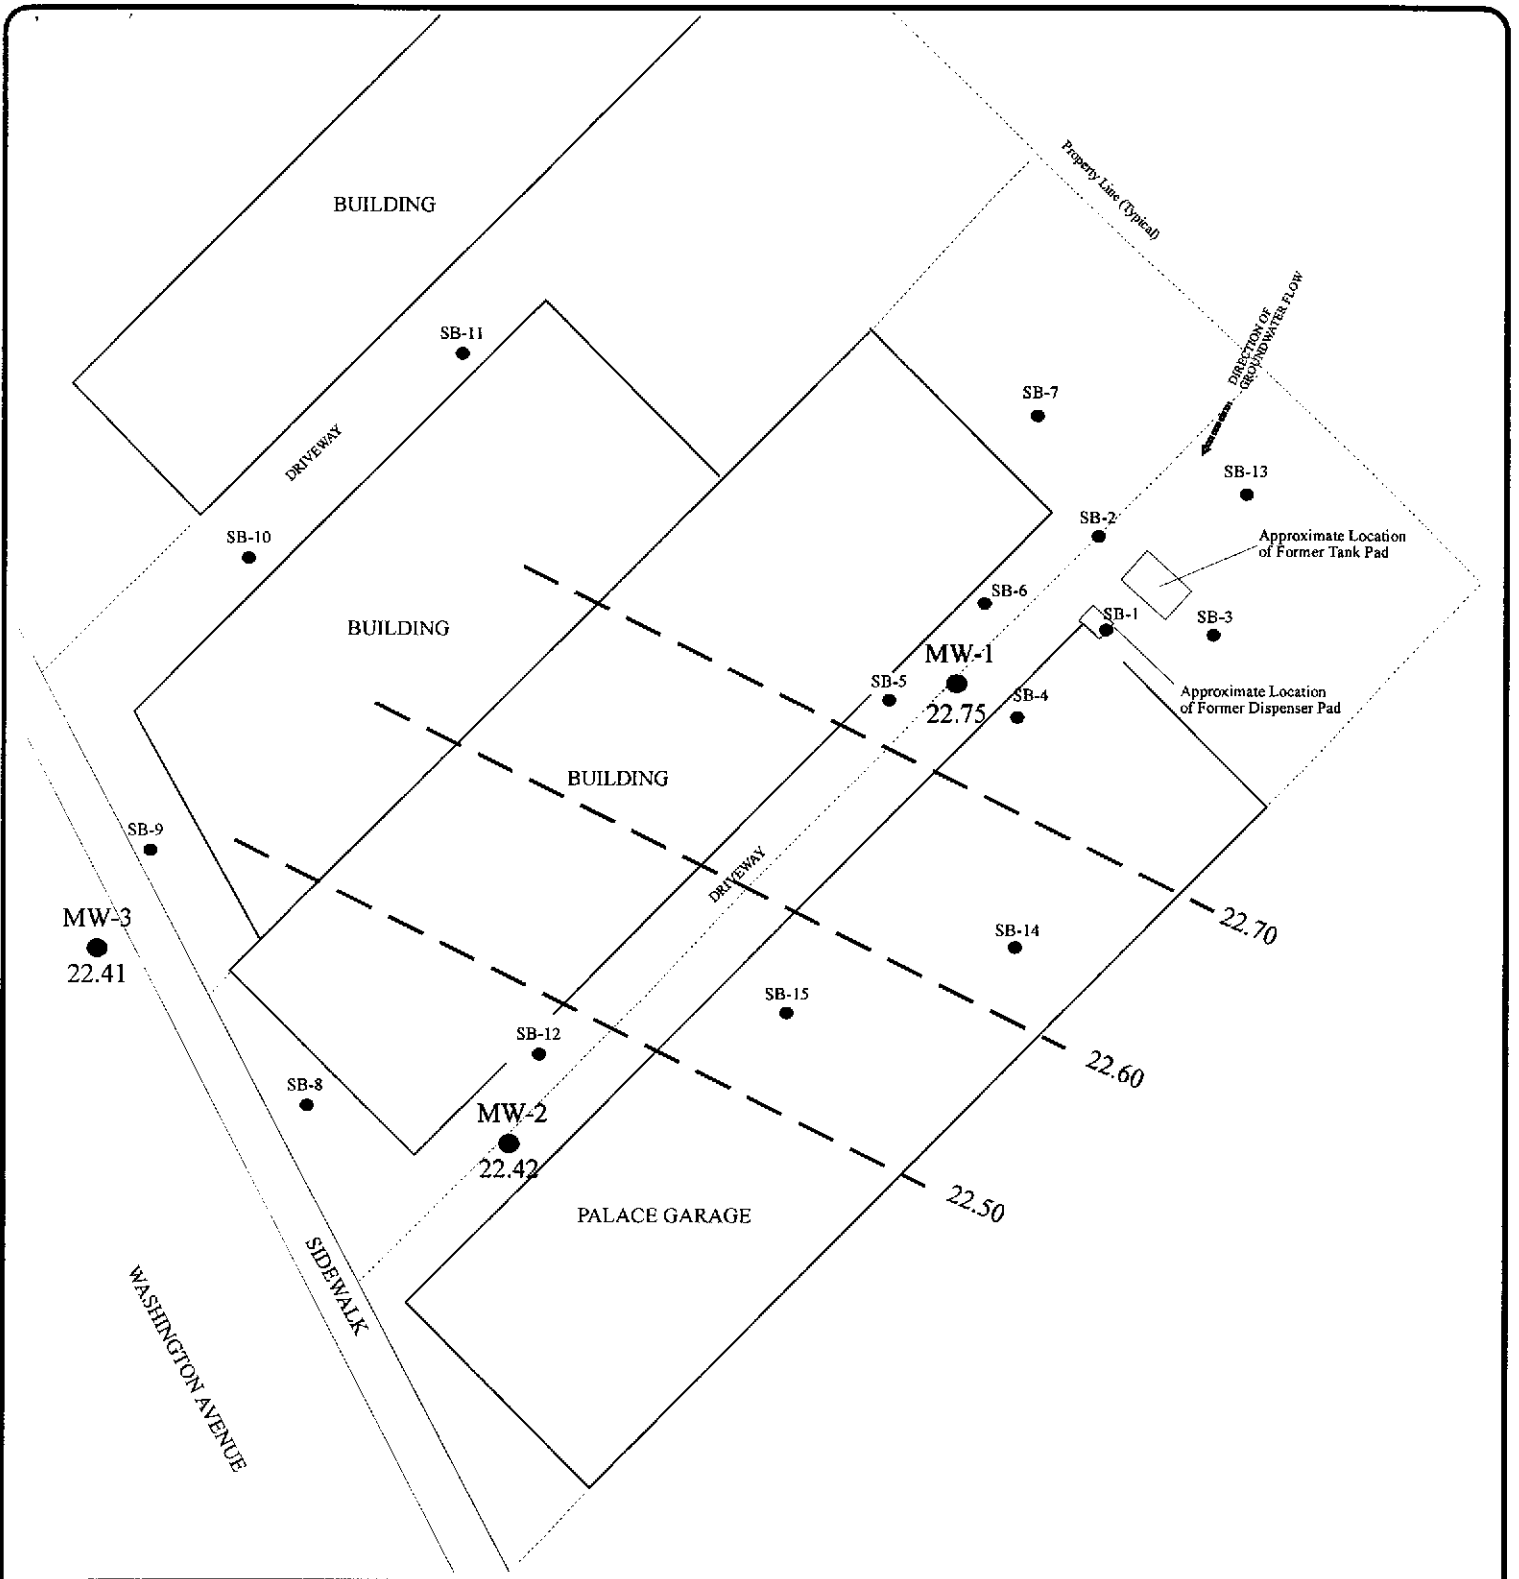 BUILDING
Property Line (Typical)
DIRECTION OF
GROUNDWATER FLOW
SB-11
SB-7
DRIVEWAY
SB-13
SB-10
SB-2
Approximate Location
of Former Tank Pad
SB-6
SB-1
SB-3
BUILDING
MW-1
22.75
SB-5
SB-4
Approximate Location
of Former Dispenser Pad
BUILDING
SB-9
DRIVEWAY
MW-3
22.41
22.70
SB-14
SB-15
SB-12
22.60
SB-8
MW-2
22.42
22.50
PALACE GARAGE
SIDEWALK
WASHINGTON AVENUE